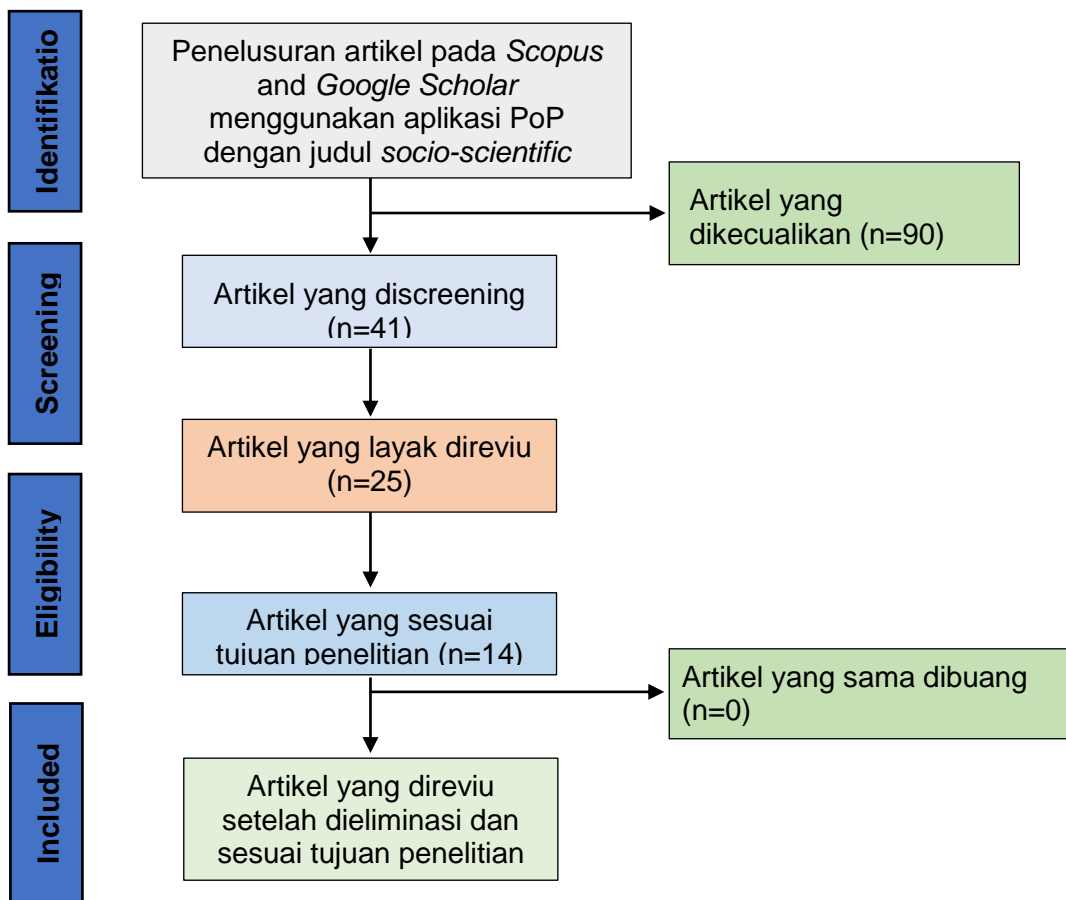 Identifikatio
Penelusuran artikel pada Scopus
and Google Scholar
menggunakan aplikasi PoP
dengan judul socio-scientific
Artikel yang
dikecualikan (n=90)
Screening
Artikel yang discreening
(n=41)
Artikel yang layak direviu
(n=25)
Eligibility
Artikel yang sesuai
tujuan penelitian (n=14)
Artikel yang sama dibuang
(n=0)
Included
Artikel yang direviu
setelah dieliminasi dan
sesuai tujuan penelitian